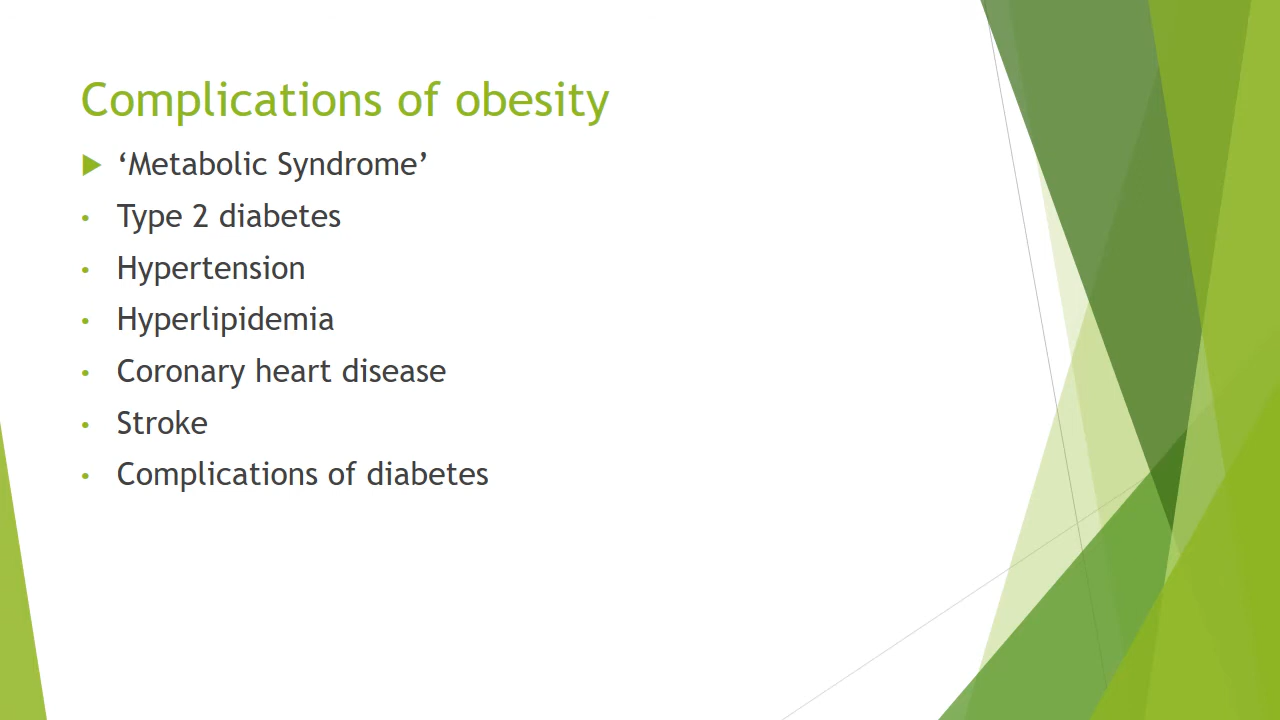 Complications of obesity
‘Metabolic Syndrome’
Type 2 diabetes
Hypertension
Hyperlipidemia
Coronary heart disease
Stroke
Complications of diabetes